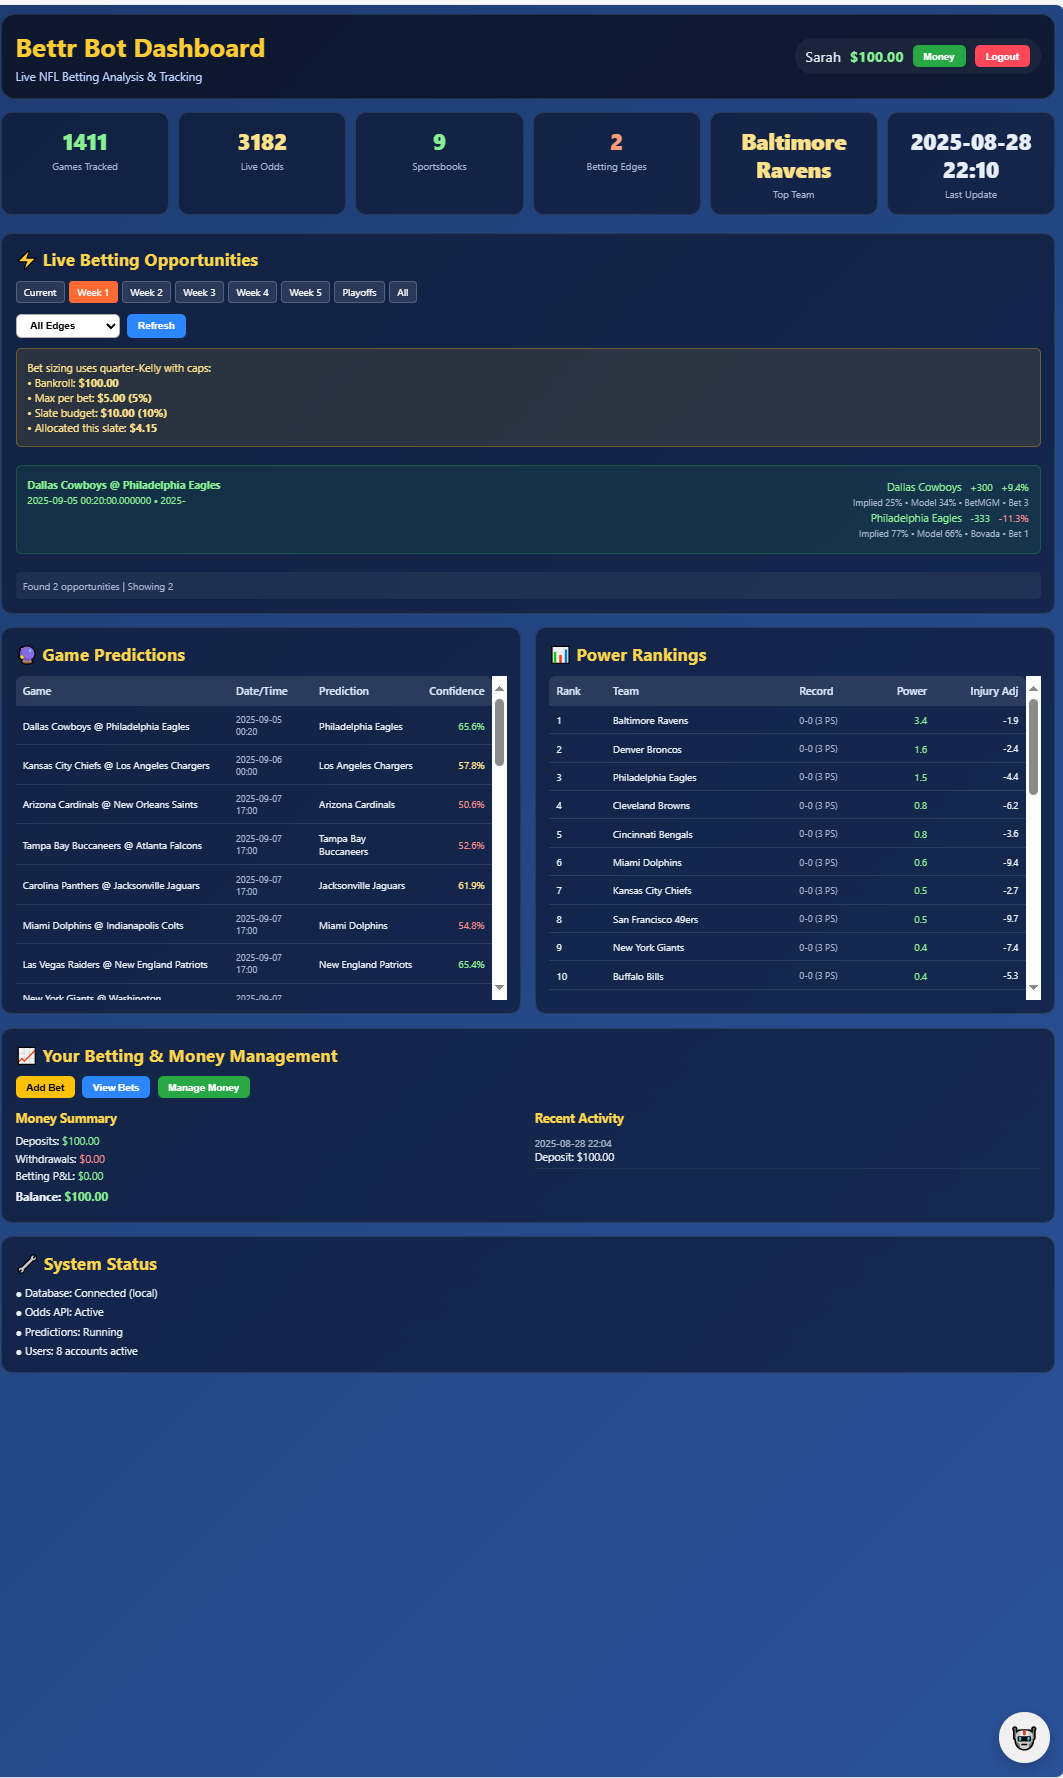 Bettr Bot Dashboard
Live NFL Betting Analysis & Tracking
Sarah $100.00 Money Logout
1411
Games Tracked
3182
Live Odds
9
Sportsbooks
2
Betting Edges
Baltimore
Ravens
Top Team
2025-08-28
22:10
Last Update
Live Betting Opportunities
Current Week 1 Week 2 Week 3 Week 4 Week 5 Playoffs All
All Edges Refresh
Bet sizing uses quarter-Kelly with caps:
• Bankroll: $100.00
• Max per bet: $5.00 (5%)
• Slate budget: $10.00 (10%)
• Allocated this slate: $4.15
Dallas Cowboys @ Philadelphia Eagles
2025-09-05 00:20:00.000000 • 2025-
Dallas Cowboys +300 +9.4%
Implied 25% • Model 34% • BetMGM • Bet 3
Philadelphia Eagles -333 -11.3%
Implied 77% • Model 66% • Bovada • Bet 1
Found 2 opportunities | Showing 2
Game Predictions
Game Date/Time Prediction Confidence
Dallas Cowboys @ Philadelphia Eagles 2025-09-05 00:20 Philadelphia Eagles 65.6%
Kansas City Chiefs @ Los Angeles Chargers 2025-09-06 00:00 Los Angeles Chargers 57.8%
Arizona Cardinals @ New Orleans Saints 2025-09-07 17:00 Arizona Cardinals 50.6%
Tampa Bay Buccaneers @ Atlanta Falcons 2025-09-07 17:00 Tampa Bay Buccaneers 52.6%
Carolina Panthers @ Jacksonville Jaguars 2025-09-07 17:00 Jacksonville Jaguars 61.9%
Miami Dolphins @ Indianapolis Colts 2025-09-07 17:00 Miami Dolphins 54.8%
Las Vegas Raiders @ New England Patriots 2025-09-07 17:00 New England Patriots 65.4%
New York Giants @ Washington 2025-09-07
Power Rankings
Rank Team Record Power Injury Adj
1 Baltimore Ravens 0-0 (3 PS) 3.4 -1.9
2 Denver Broncos 0-0 (3 PS) 1.6 -2.4
3 Philadelphia Eagles 0-0 (3 PS) 1.5 -4.4
4 Cleveland Browns 0-0 (3 PS) 0.8 -6.2
5 Cincinnati Bengals 0-0 (3 PS) 0.8 -3.6
6 Miami Dolphins 0-0 (3 PS) 0.6 -9.4
7 Kansas City Chiefs 0-0 (3 PS) 0.5 -2.7
8 San Francisco 49ers 0-0 (3 PS) 0.5 -9.7
9 New York Giants 0-0 (3 PS) 0.4 -7.4
10 Buffalo Bills 0-0 (3 PS) 0.4 -5.3
Your Betting & Money Management
Add Bet View Bets Manage Money
Money Summary
Deposits: $100.00
Withdrawals: $0.00
Betting P&L: $0.00
Balance: $100.00
Recent Activity
2025-08-28 22:04
Deposit: $100.00
System Status
● Database: Connected (local)
● Odds API: Active
● Predictions: Running
● Users: 8 accounts active